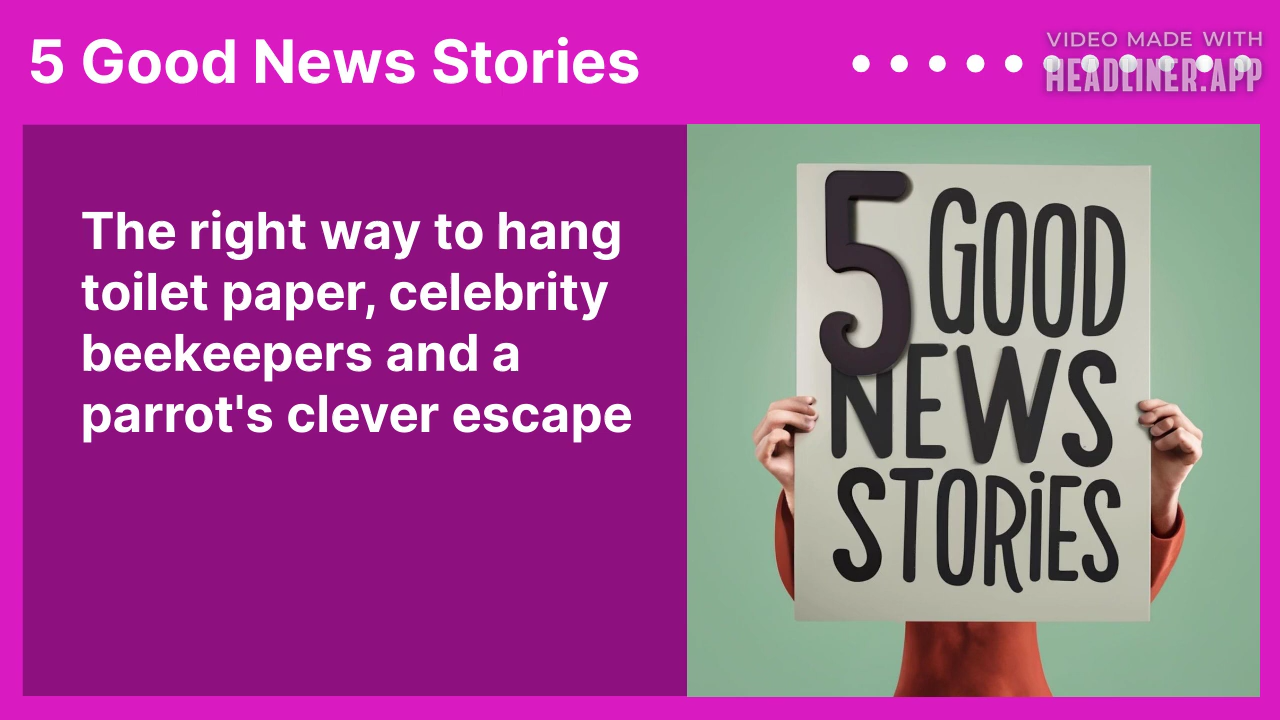 5 Good News Stories
VIDEO MADE WITH
HEADLINER.APP
The right way to hang
toilet paper, celebrity
beekeepers and a
parrot's clever escape
5 GOOD
NEWS
STORiES